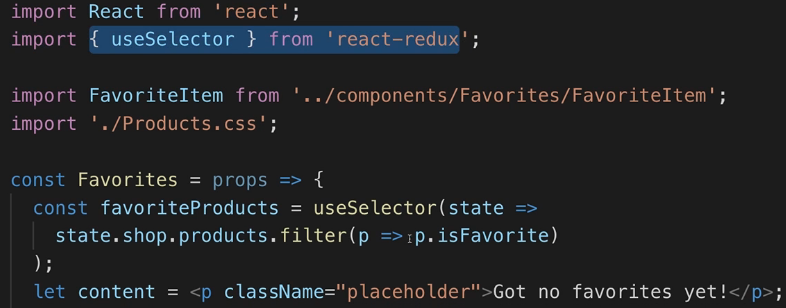 import React from 'react';
import { useSelector } from 'react-redux';
import FavoriteItem from '../components/Favorites/FavoriteItem';
import './Products.css';
const Favorites = props => {
const favoriteProducts = useSelector(state =>
state.shop.products.filter(p => p.isFavorite)
);
let content = <p className="placeholder">Got no favorites yet!</p>;